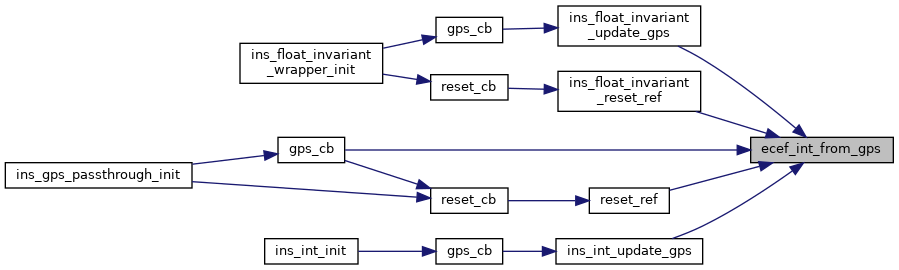 ins_float_invariant
_update_gps
gps_cb
ins_float_invariant
_wrapper_init
reset_cb
ins_float_invariant
_reset_ref
ecef_int_from_gps
gps_cb
ins_gps_passthrough_init
reset_cb
reset_ref
ins_int_init
gps_cb
ins_int_update_gps